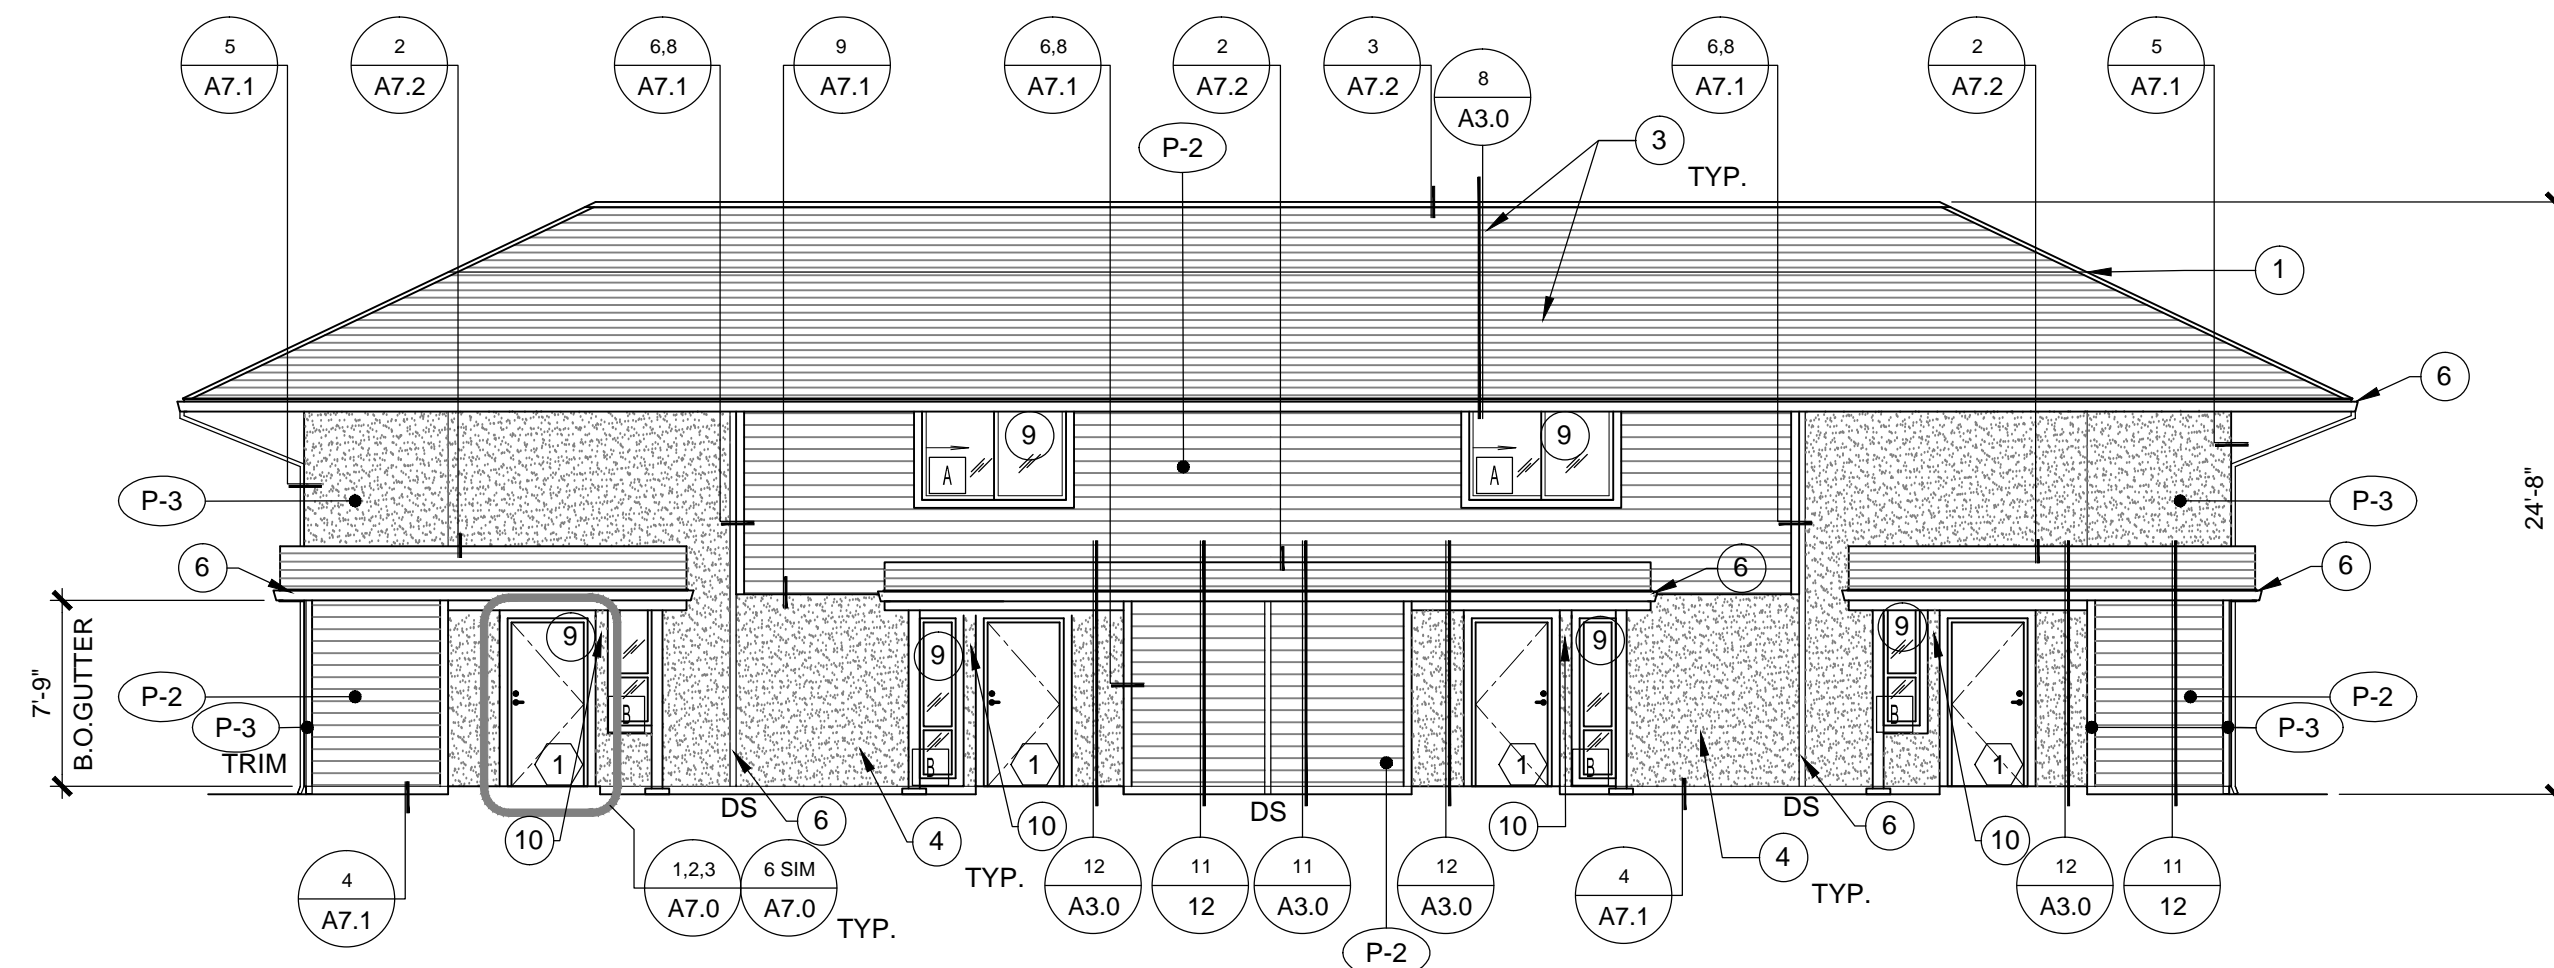 5
A7.1
2
A7.2
6,8
A7.1
9
A7.1
6,8
A7.1
2
A7.2
3
A7.2
8
A3.0
6,8
A7.1
2
A7.2
5
A7.1
P-2
3
TYP.
1
6
9
A
9
A
P-3
P-3
24'-8"
6
6
6
7'-9"
B.O.GUTTER
P-2
P-3
TRIM
9
1
B
9
B
1
1
9
B
9
B
1
P-2
P-3
10
DS
6
4
TYP.
10
DS
10
DS
6
4
TYP.
10
4
A7.1
1,2,3
A7.0
6 SIM
A7.0
TYP.
12
A3.0
11
12
11
A3.0
12
A3.0
P-2
4
A7.1
12
A3.0
11
12